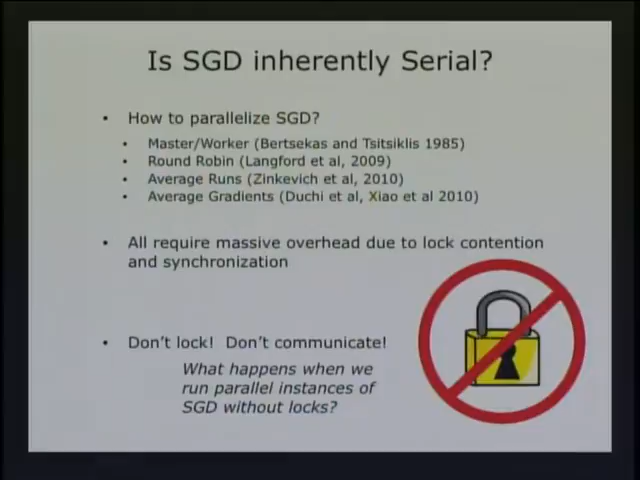 Is SGD inherently Serial?
• How to parallelize SGD?
• Master/Worker (Bertsekas and Tsitsiklis 1985)
• Round Robin (Langford et al, 2009)
• Average Runs (Zinkevich et al, 2010)
• Average Gradients (Duchi et al, Xiao et al 2010)
• All require massive overhead due to lock contention
and synchronization
• Don't lock! Don't communicate!
What happens when we
run parallel instances of
SGD without locks?